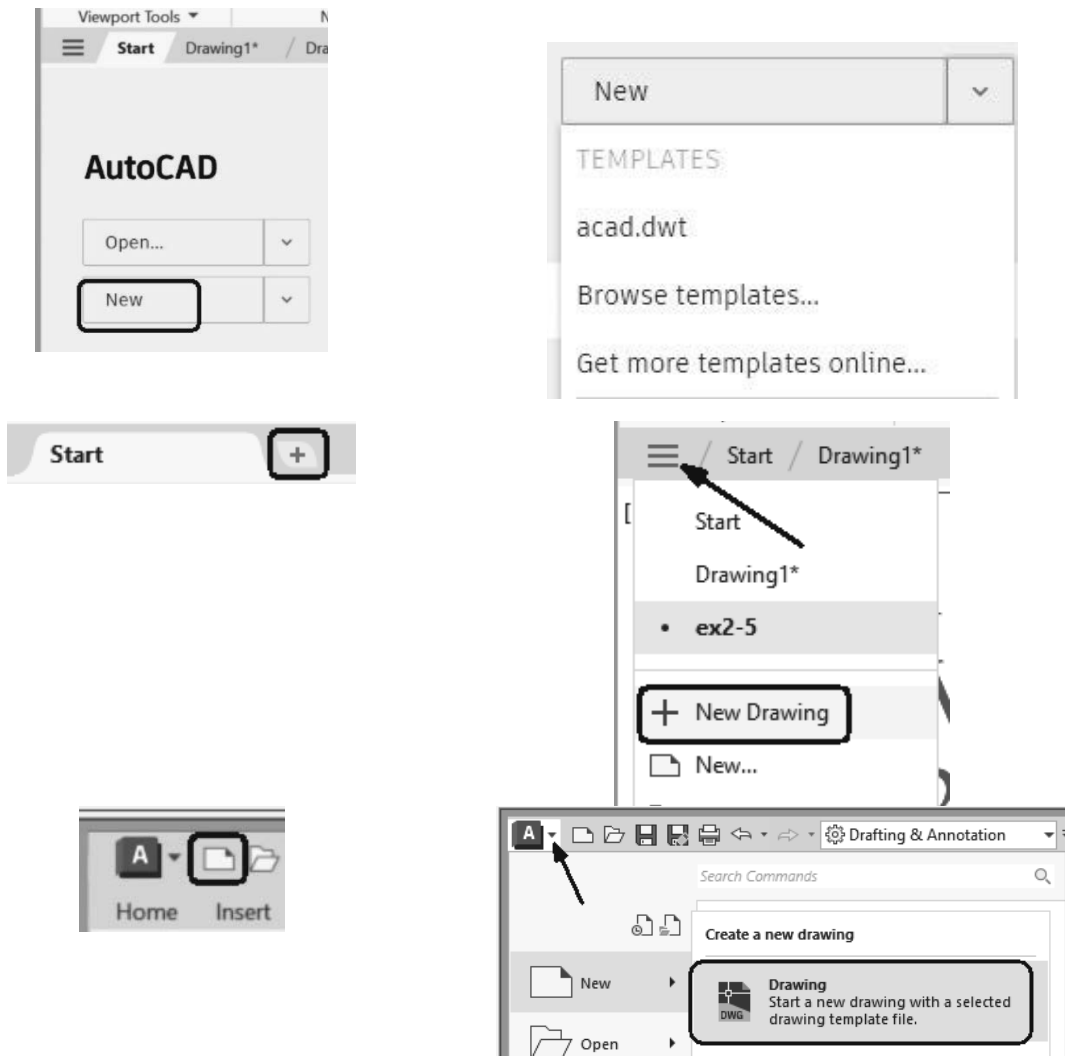 Viewport Tools
N
Start Drawing1* / Dra
AutoCAD
Open...
New
New
TEMPLATES
acad.dwt
Browse templates...
Get more templates online...
Start +
/ Start / Drawing1*
[
Start
Drawing1*
• ex2-5
+ New Drawing
New...
A
Home Insert
A Drafting & Annotation
Search Commands
Create a new drawing
New
Drawing
Start a new drawing with a selected
drawing template file.
DWG
Open